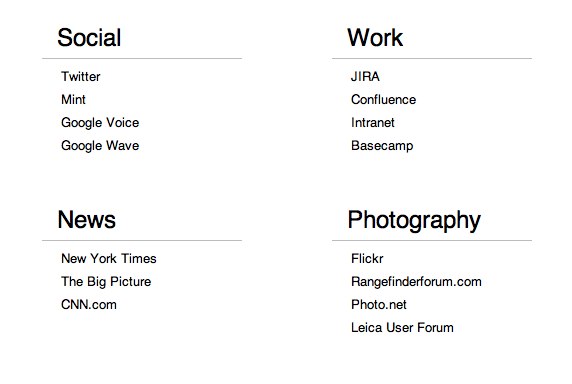 Social
Twitter
Mint
Google Voice
Google Wave
Work
JIRA
Confluence
Intranet
Basecamp
News
New York Times
The Big Picture
CNN.com
Photography
Flickr
Rangefinderforum.com
Photo.net
Leica User Forum